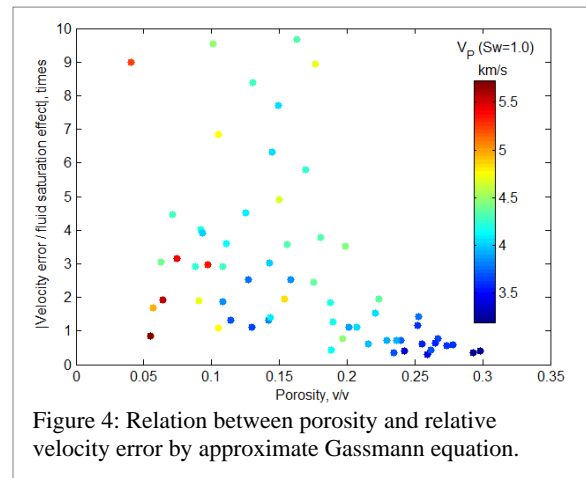 10
9
8
7
6
5
4
3
2
1
0
|Velocity error / fluid saturation effect|, times
0 0.05 0.1 0.15 0.2 0.25 0.3 0.35
Porosity, v/v
V_P (Sw=1.0)
km/s
5.5
5
4.5
4
3.5
Figure 4: Relation between porosity and relative
velocity error by approximate Gassmann equation.